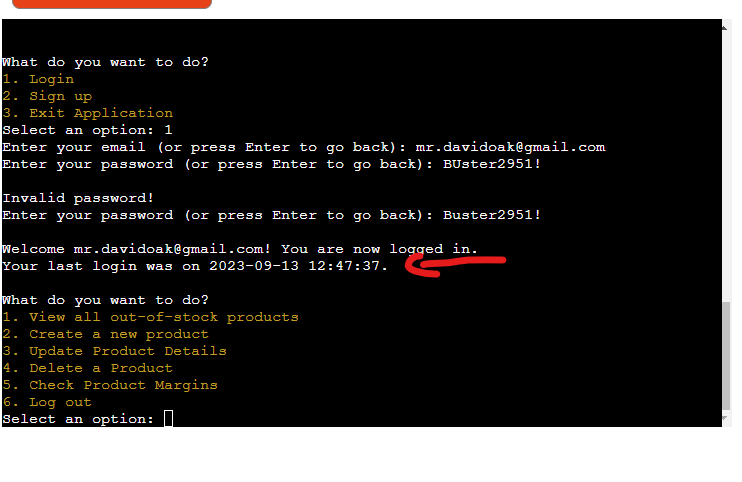 What do you want to do?
1. Login
2. Sign up
3. Exit Application
Select an option: 1
Enter your email (or press Enter to go back): mr.davidoak@gmail.com
Enter your password (or press Enter to go back): BUster2951!
Invalid password!
Enter your password (or press Enter to go back): Buster2951!
Welcome mr.davidoak@gmail.com! You are now logged in.
Your last login was on 2023-09-13 12:47:37.
What do you want to do?
1. View all out-of-stock products
2. Create a new product
3. Update Product Details
4. Delete a Product
5. Check Product Margins
6. Log out
Select an option: